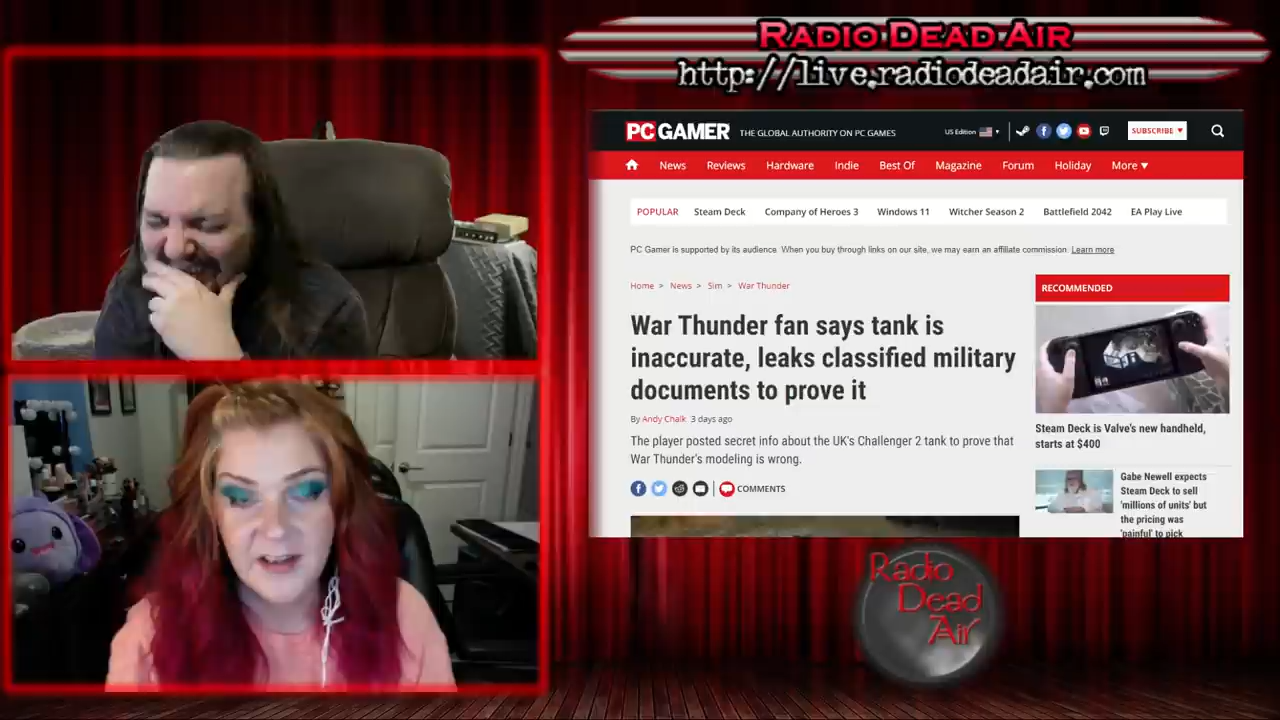 RADIO DEAD AIR
http://live.radiodeadair.com
PC GAMER THE GLOBAL AUTHORITY ON PC GAMES US Edition SUBSCRIBE
News Reviews Hardware Indie Best Of Magazine Forum Holiday More
POPULAR Steam Deck Company of Heroes 3 Windows 11 Witcher Season 2 Battlefield 2042 EA Play Live
PC Gamer is supported by its audience. When you buy through links on our site, we may earn an affiliate commission. Learn more
Home > News > Sim > War Thunder
War Thunder fan says tank is
inaccurate, leaks classified military
documents to prove it
By Andy Chalk 3 days ago
The player posted secret info about the UK's Challenger 2 tank to prove that
War Thunder's modeling is wrong.
COMMENTS
RECOMMENDED
Steam Deck is Valve's new handheld,
starts at $400
Gabe Newell expects
Steam Deck to sell
'millions of units' but
the pricing was
'painful' to pick
Radio
Dead
Air